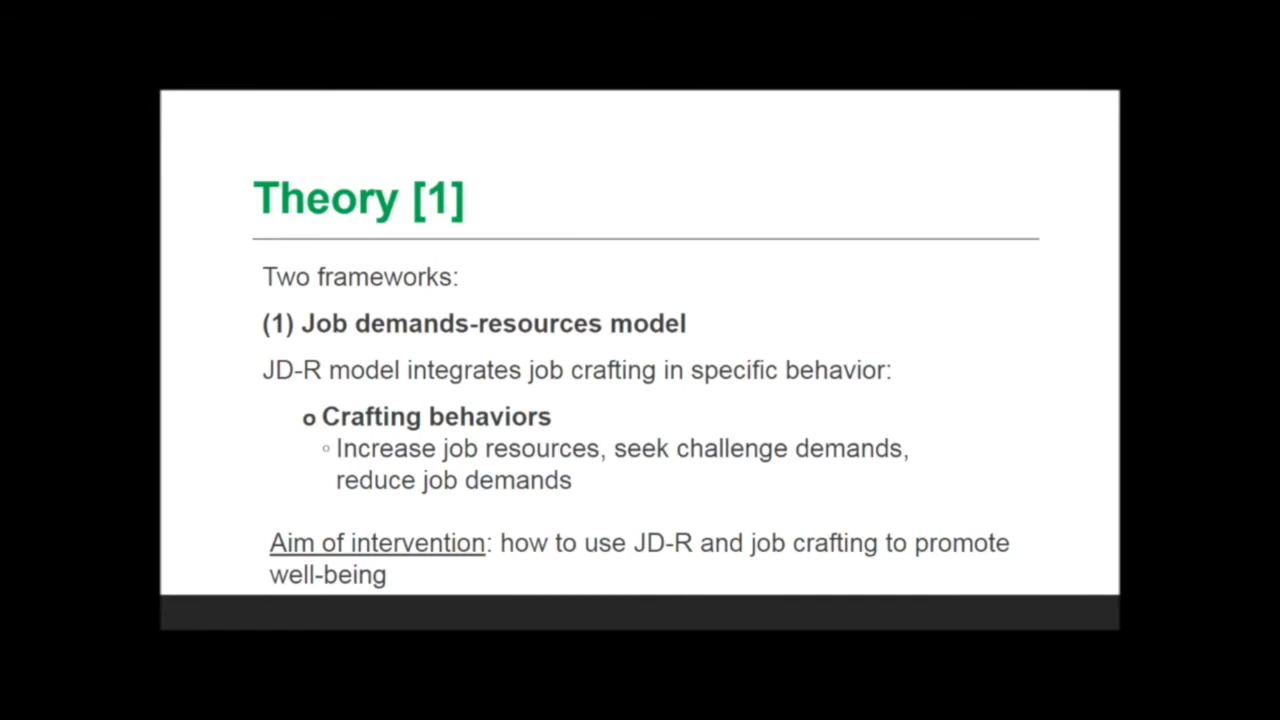 Theory [1]
Two frameworks:
(1) Job demands-resources model
JD-R model integrates job crafting in specific behavior:
o Crafting behaviors
◦ Increase job resources, seek challenge demands,
reduce job demands
Aim of intervention: how to use JD-R and job crafting to promote
well-being